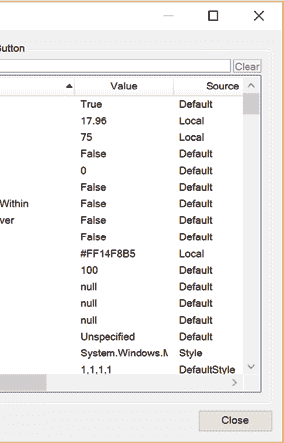 Button
Clear
Value Source
True Default
17.96 Local
75 Local
False Default
0 Default
False Default
Within False Default
ver False Default
False Default
#FF14F8B5 Local
100 Default
null Default
null Default
null Default
Unspecified Default
System.Windows.M Style
1,1,1,1 DefaultStyle
Close